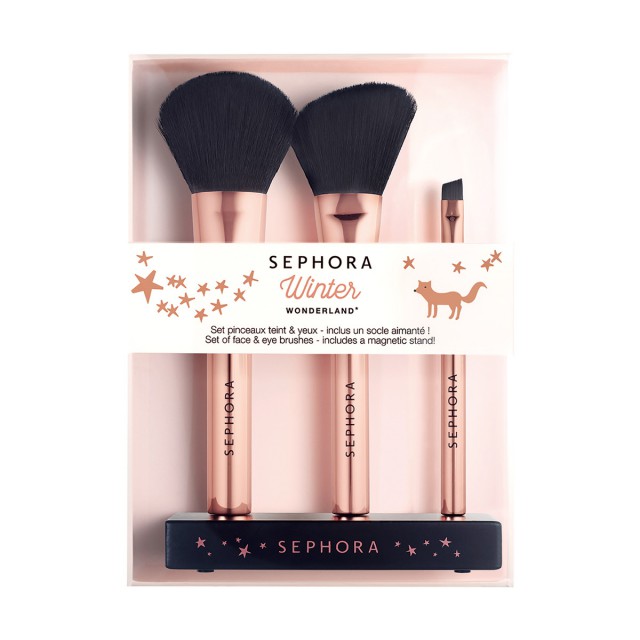 SEPHORA
Winter
WONDERLAND*
Set pinceaux teint & yeux - inclus un socle aimanté !
Set of face & eye brushes - includes a magnetic stand!
SEPHORA
SEPHORA
SEPHORA
SEPHORA